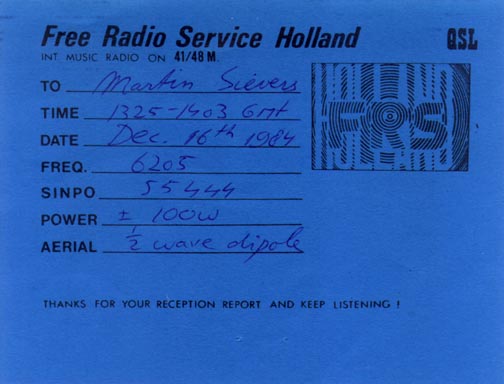 Free Radio Service Holland QSL
INT MUSIC RADIO ON 41/48 M.
TO Martin Sievers
FRS
TIME 1325-1403 GMT
DATE Dec. 16th 1984
FREQ. 6205
SINPO 55444
POWER ± 100W
AERIAL ½ wave dipole
THANKS FOR YOUR RECEPTION REPORT AND KEEP LISTENING !